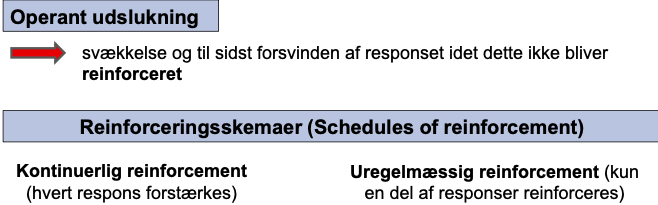 Operant udslukning
svækkelse og til sidst forsvinden af responset idet dette ikke bliver
reinforceret
Reinforceringsskemaer (Schedules of reinforcement)
Kontinuerlig reinforcement
(hvert respons forstærkes)
Uregelmæssig reinforcement (kun
en del af responser reinforceres)